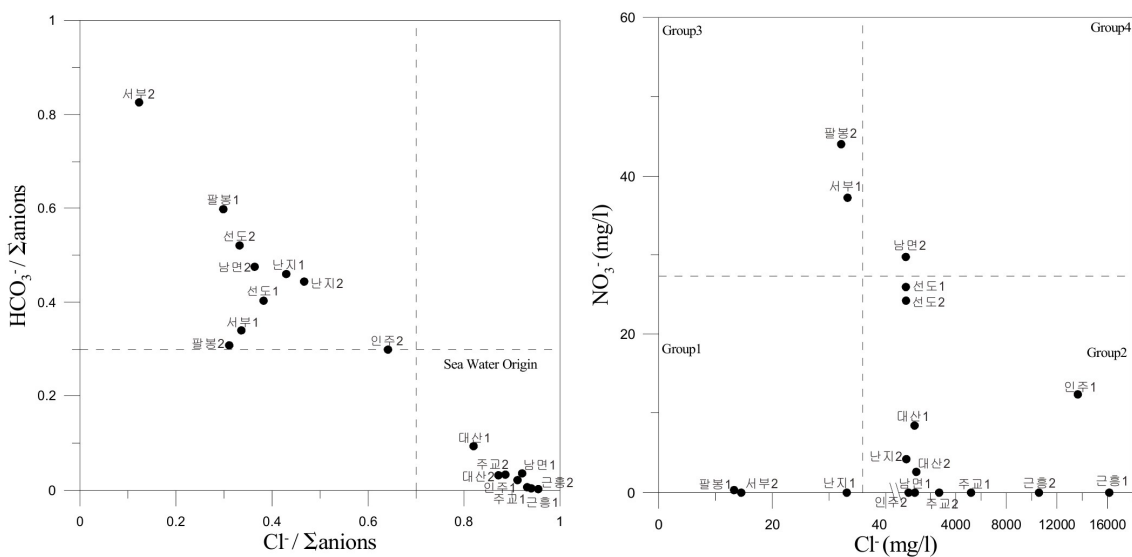 1
0.8
0.6
0.4
0.2
0
0
0.2
0.4
0.6
0.8
1
HCO₃⁻/ Σanions
Cl⁻/ Σanions
서부2
팔봉1
선도2
남면2
난지1
난지2
선도1
서부1
팔봉2
인주2
Sea Water Origin
대산1
주교2
남면1
대산2
인주1
근흥2
주교1
근흥1
60
40
20
0
0
20
40
4000
8000
12000
16000
NO₃⁻ (mg/l)
Cl⁻ (mg/l)
Group3
Group4
팔봉2
서부1
남면2
선도1
선도2
Group1
Group2
인주1
대산1
난지2
대산2
팔봉1
서부2
난지1
남면1
인주2
주교2
주교1
근흥2
근흥1